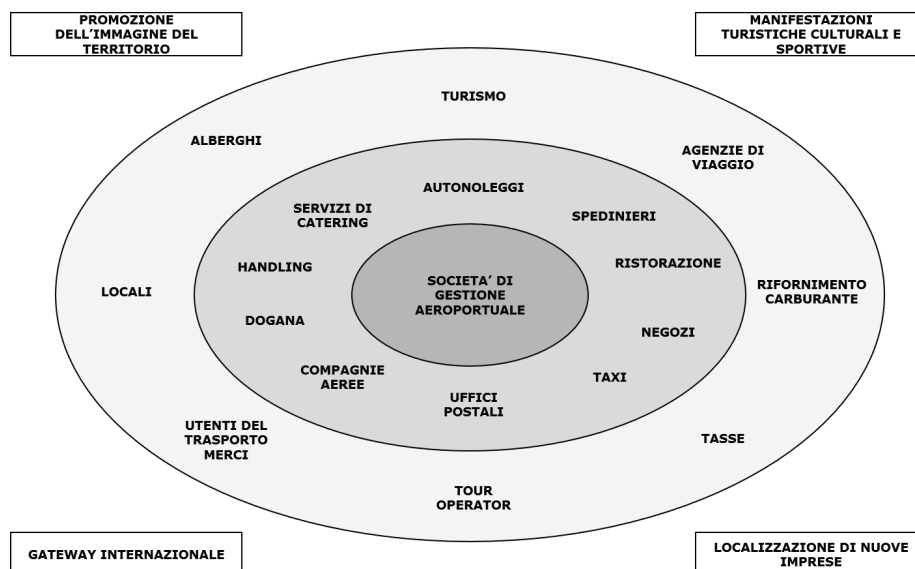 PROMOZIONE
DELL’IMMAGINE DEL
TERRITORIO
MANIFESTAZIONI
TURISTICHE CULTURALI E
SPORTIVE
TURISMO
ALBERGHI
AGENZIE DI
VIAGGIO
AUTONOLEGGI
SERVIZI DI
CATERING
SPEDINIERI
HANDLING
RISTORAZIONE
LOCALI
SOCIETA’ DI
GESTIONE
AEROPORTUALE
RIFORNIMENTO
CARBURANTE
DOGANA
NEGOZI
COMPAGNIE
AEREE
TAXI
UFFICI
POSTALI
UTENTI DEL
TRASPORTO
MERCI
TASSE
TOUR
OPERATOR
GATEWAY INTERNAZIONALE
LOCALIZZAZIONE DI NUOVE
IMPRESE